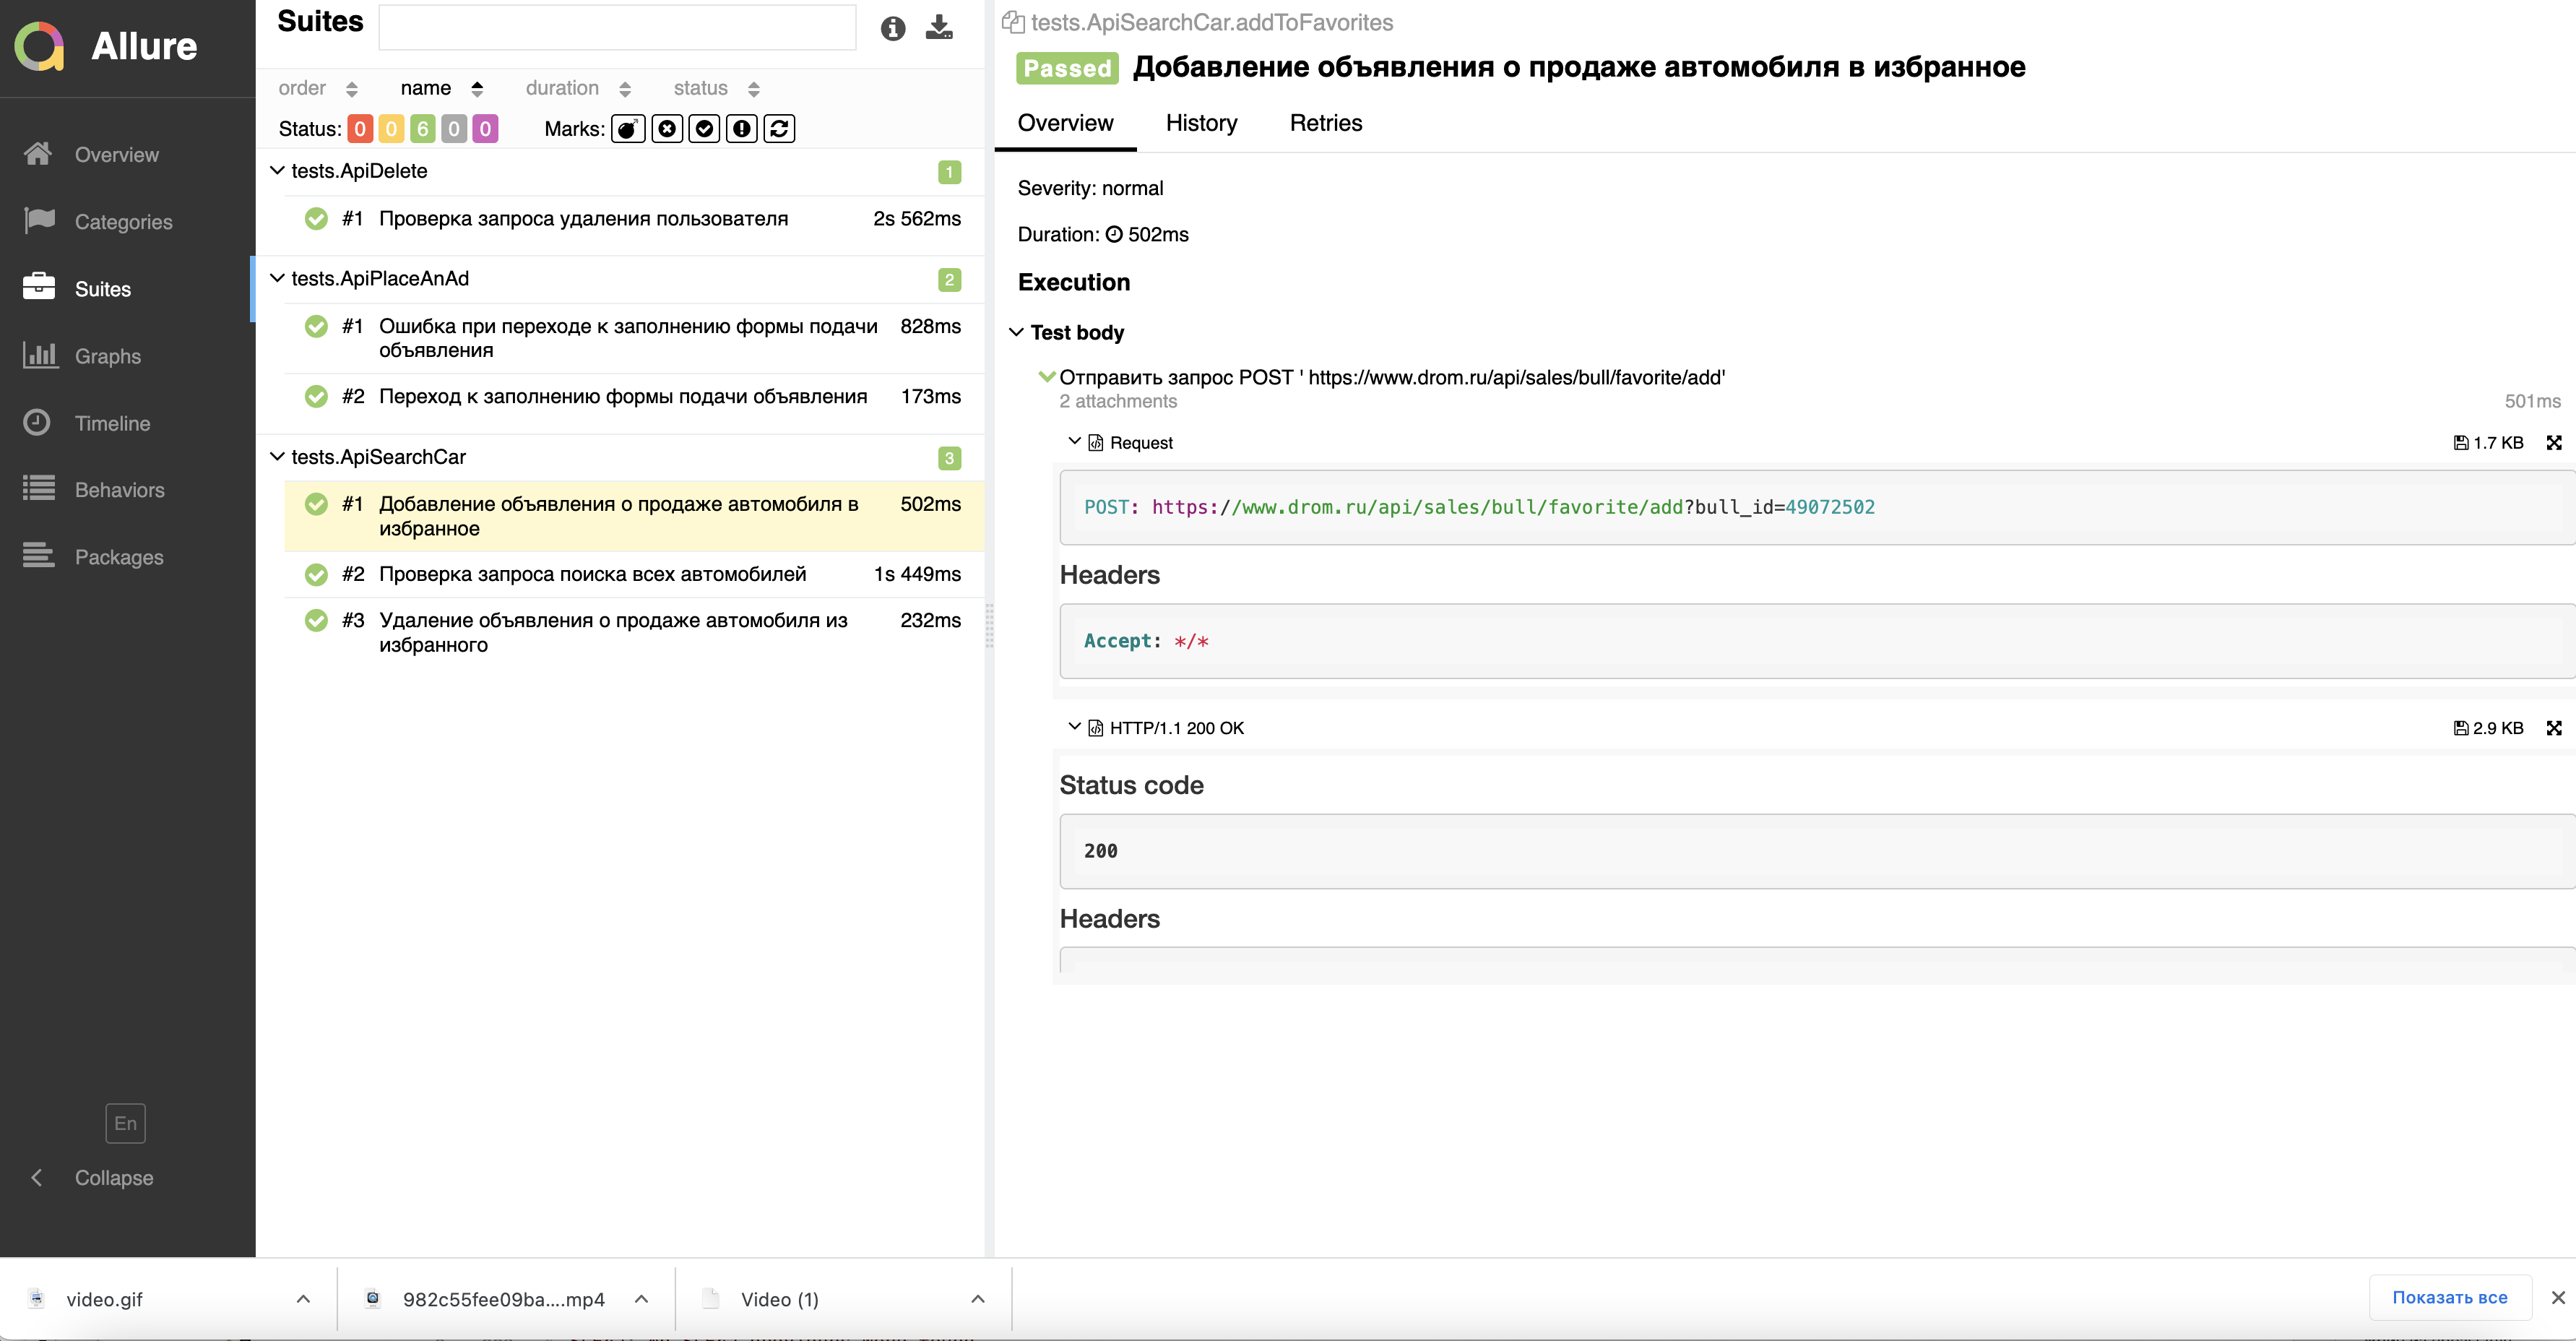 Allure
Overview
Categories
Suites
Graphs
Timeline
Behaviors
Packages
En
Collapse
Suites
order name duration status
Status: 0 0 6 0 0 Marks:
tests.ApiDelete 1
#1 Проверка запроса удаления пользователя 2s 562ms
tests.ApiPlaceAnAd 2
#1 Ошибка при переходе к заполнению формы подачи 828ms
объявления
#2 Переход к заполнению формы подачи объявления 173ms
tests.ApiSearchCar 3
#1 Добавление объявления о продаже автомобиля в 502ms
избранное
#2 Проверка запроса поиска всех автомобилей 1s 449ms
#3 Удаление объявления о продаже автомобиля из 232ms
избранного
tests.ApiSearchCar.addToFavorites
Passed Добавление объявления о продаже автомобиля в избранное
Overview History Retries
Severity: normal
Duration: 502ms
Execution
Test body
Отправить запрос POST ' https://www.drom.ru/api/sales/bull/favorite/add'
2 attachments 501ms
Request 1.7 KB
POST: https://www.drom.ru/api/sales/bull/favorite/add?bull_id=49072502
Headers
Accept: */*
HTTP/1.1 200 OK 2.9 KB
Status code
200
Headers
video.gif 982c55fee09ba....mp4 Video (1) Показать все